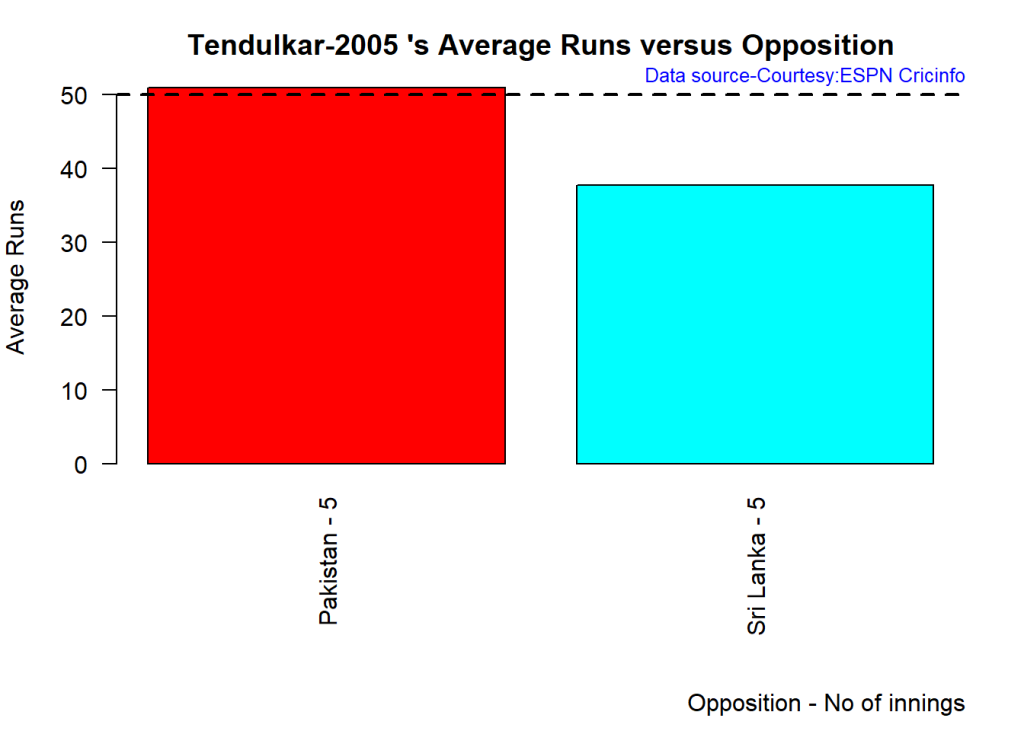 Tendulkar-2005 's Average Runs versus Opposition
Data source-Courtesy:ESPN Cricinfo
Average Runs
50
40
30
20
10
0
Pakistan - 5
Sri Lanka - 5
Opposition - No of innings